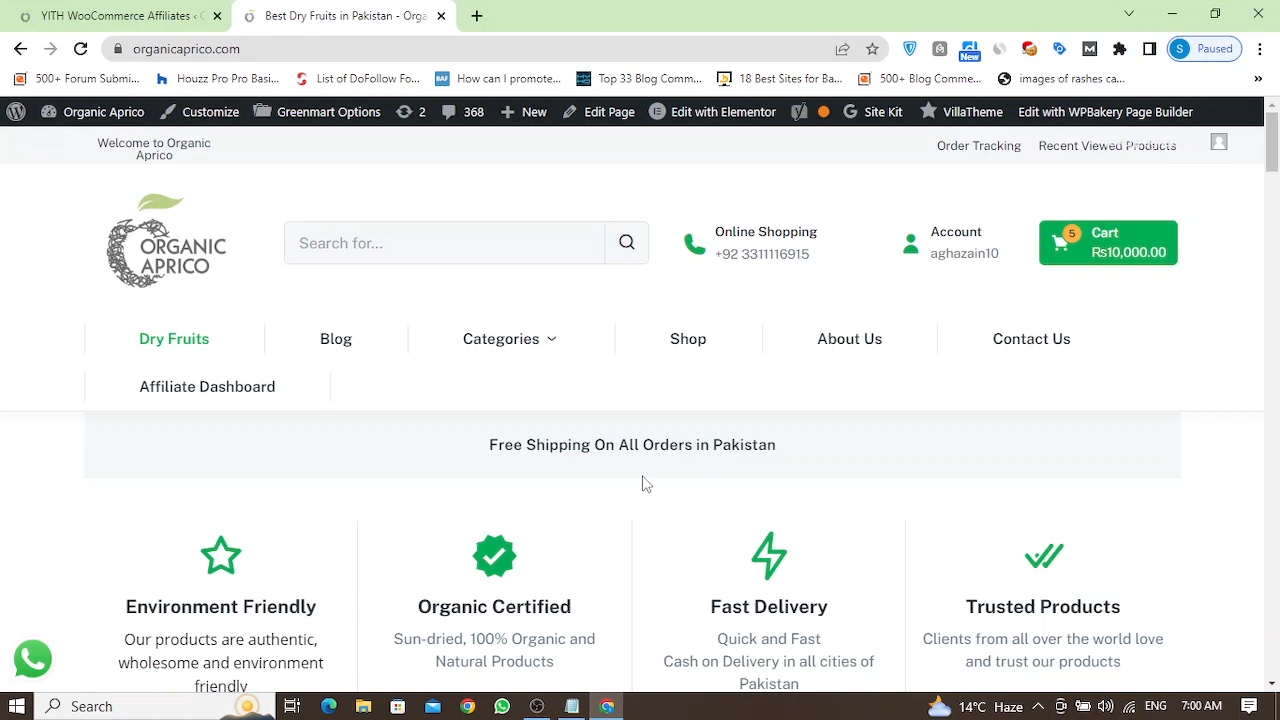 YITH WooCommerce Affiliates -
Best Dry Fruits in Pakistan - Orga
organicaprico.com
New
S Paused
500+ Forum Submi...
Houzz Pro Pro Basi...
List of DoFollow Fo...
BAF How can I promote...
Top 33 Blog Comm...
18 Best Sites for Ba...
500+ Blog Comme...
images of rashes ca...
Organic Aprico
Customize
Greenmart Options
2
368
New
Edit Page
Edit with Elementor
Site Kit
VillaTheme
Edit with WPBakery Page Builder
Welcome to Organic
Aprico
Order Tracking
Recent Viewed Products
ORGANIC
APRICO
Search for...
Online Shopping
+92 3311116915
Account
aghazain10
5
Cart
₨10,000.00
Dry Fruits
Blog
Categories
Shop
About Us
Contact Us
Affiliate Dashboard
Free Shipping On All Orders in Pakistan
Environment Friendly
Our products are authentic,
wholesome and environment
friendly
Organic Certified
Sun-dried, 100% Organic and
Natural Products
Fast Delivery
Quick and Fast
Cash on Delivery in all cities of
Pakistan
Trusted Products
Clients from all over the world love
and trust our products
Search
14°C Haze
ENG
7:00 AM